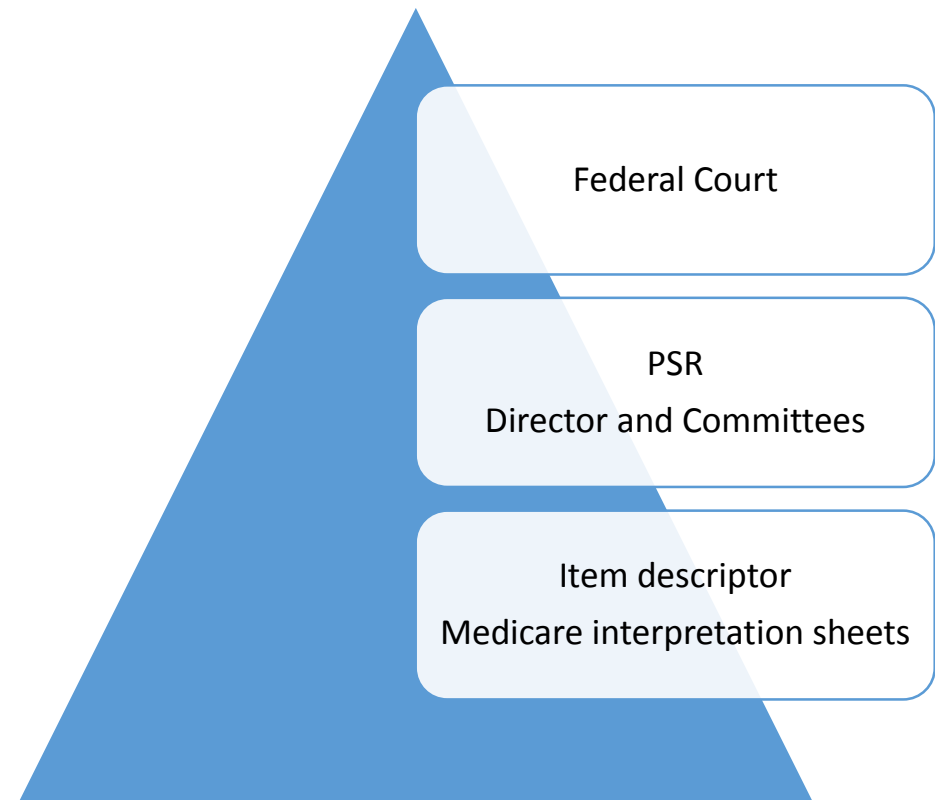 Federal Court
PSR
Director and Committees
Item descriptor
Medicare interpretation sheets